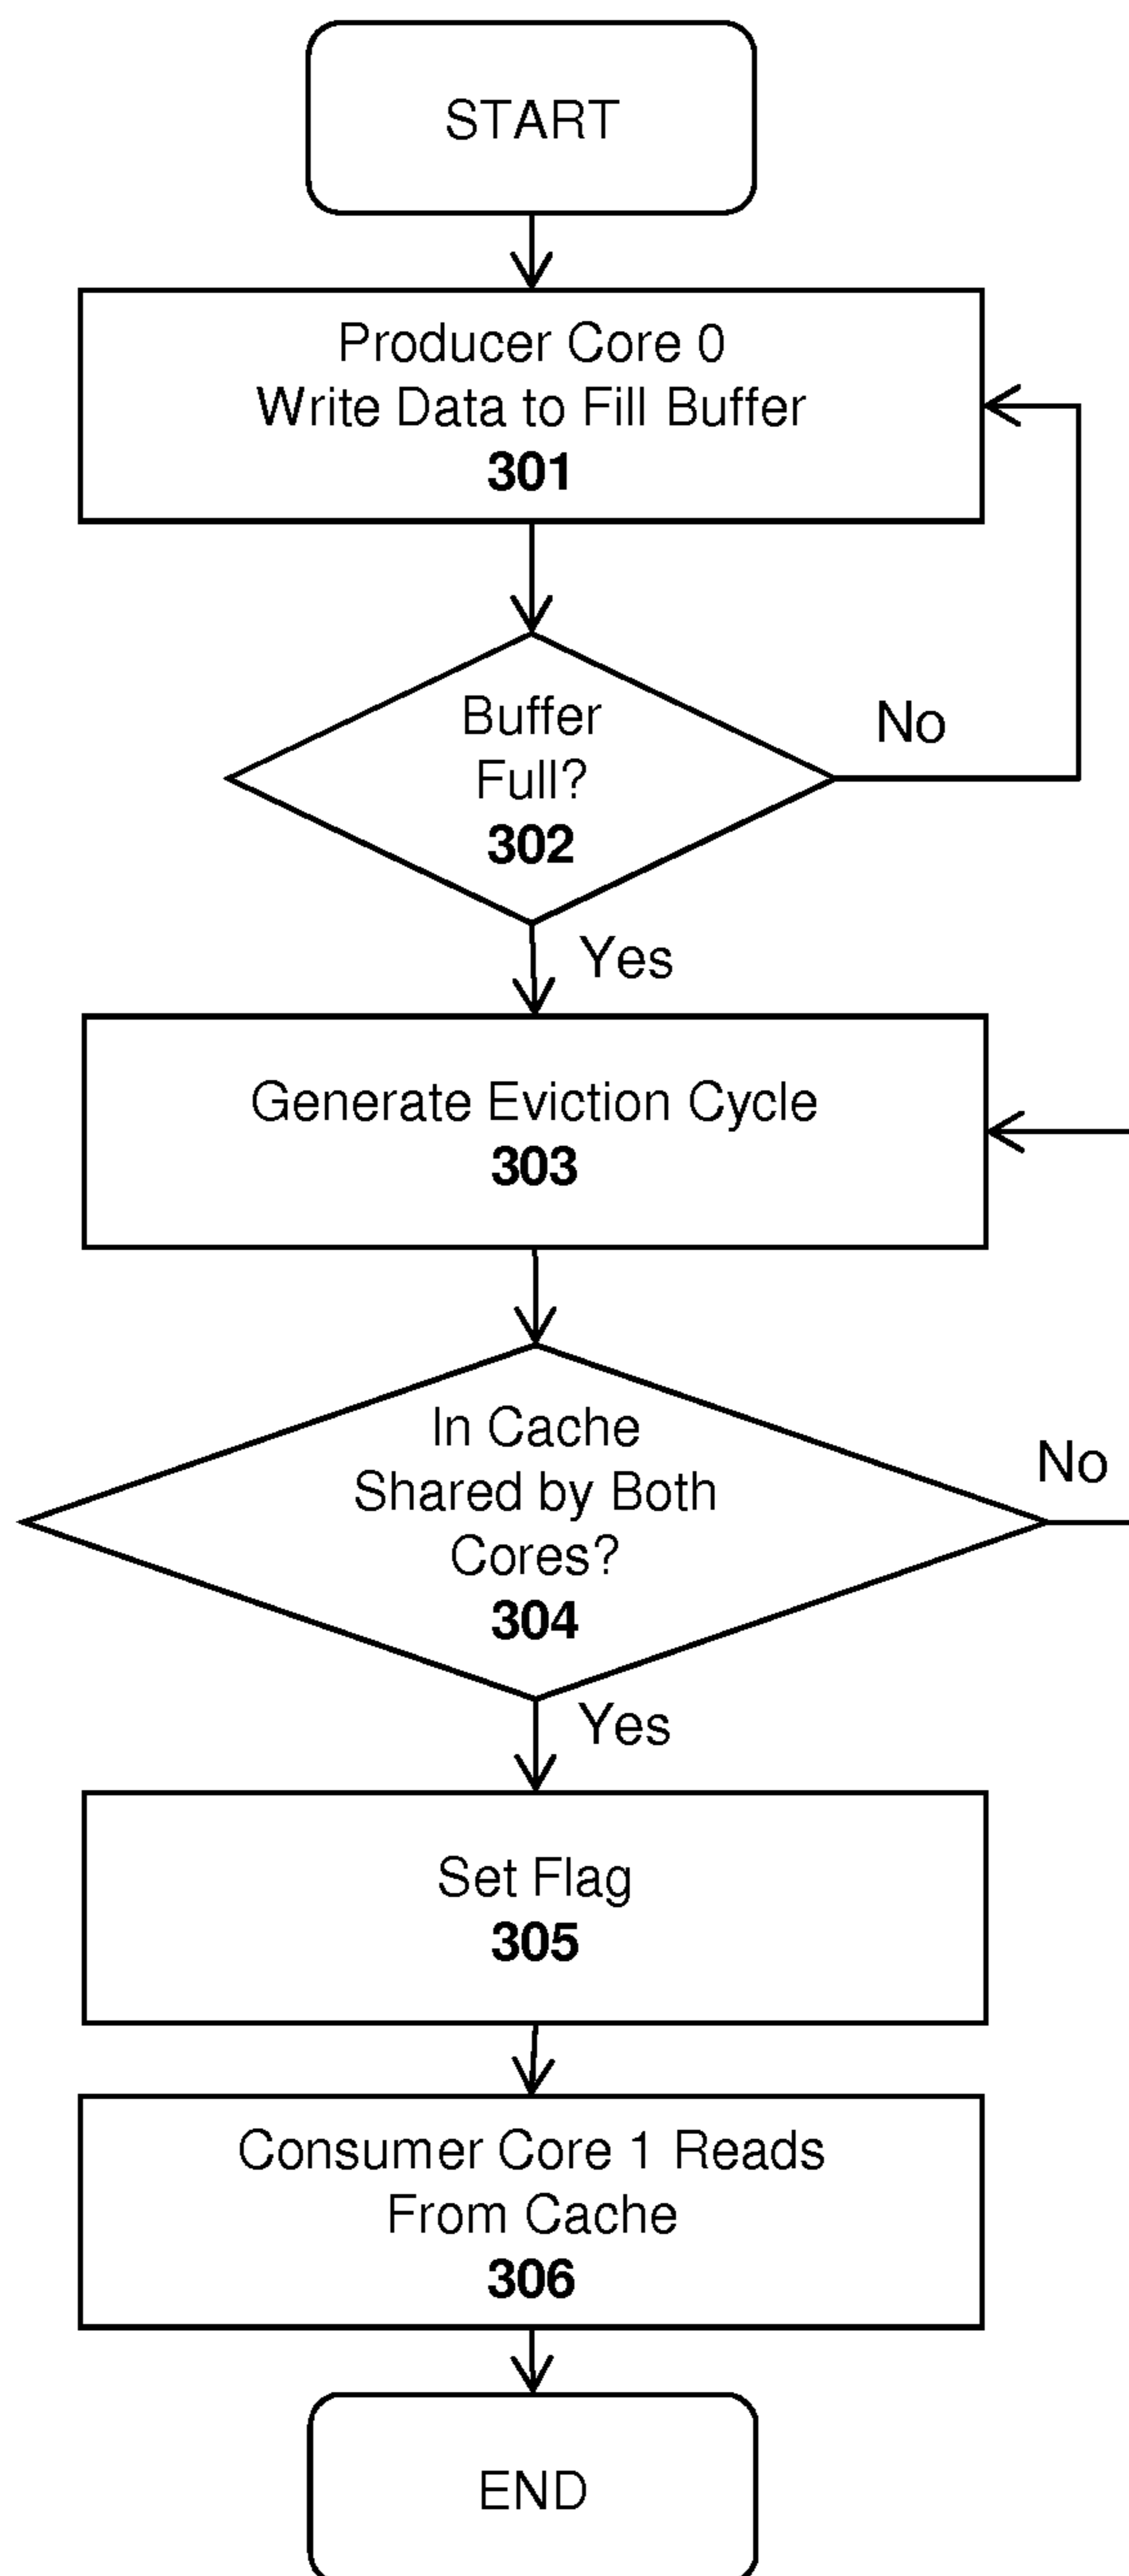 START
Producer Core 0
Write Data to Fill Buffer
301
Buffer
Full?
302
No
Yes
Generate Eviction Cycle
303
In Cache
Shared by Both
Cores?
304
No
Yes
Set Flag
305
Consumer Core 1 Reads
From Cache
306
END